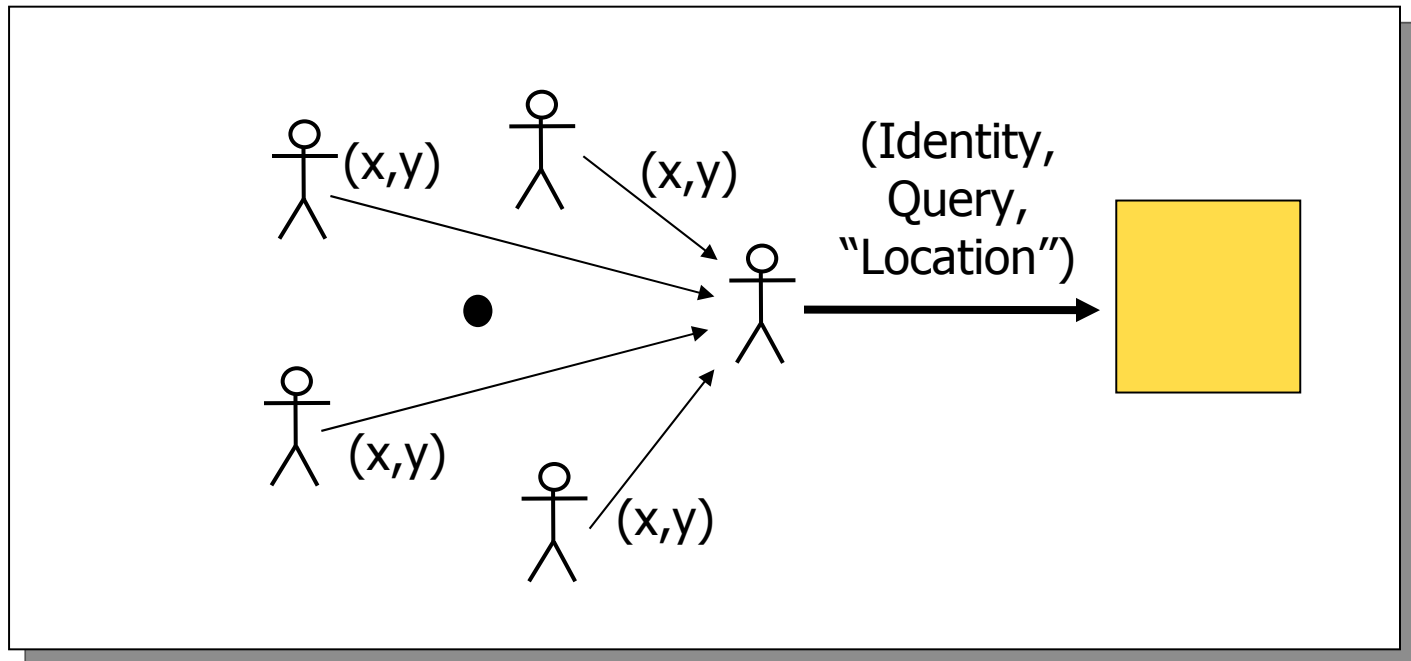 (x,y)
(x,y)
(Identity,
Query,
“Location”)
(x,y)
(x,y)